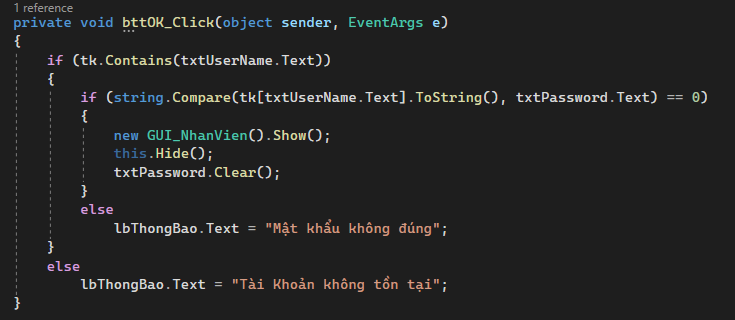 1 reference
private void bttOK_Click(object sender, EventArgs e)
{
    if (tk.Contains(txtUserName.Text))
    {
        if (string.Compare(tk[txtUserName.Text].ToString(), txtPassword.Text) == 0)
        {
            new GUI_NhanVien().Show();
            this.Hide();
            txtPassword.Clear();
        }
        else
            lbThongBao.Text = "Mật khẩu không đúng";
    }
    else
        lbThongBao.Text = "Tài Khoản không tồn tại";
}